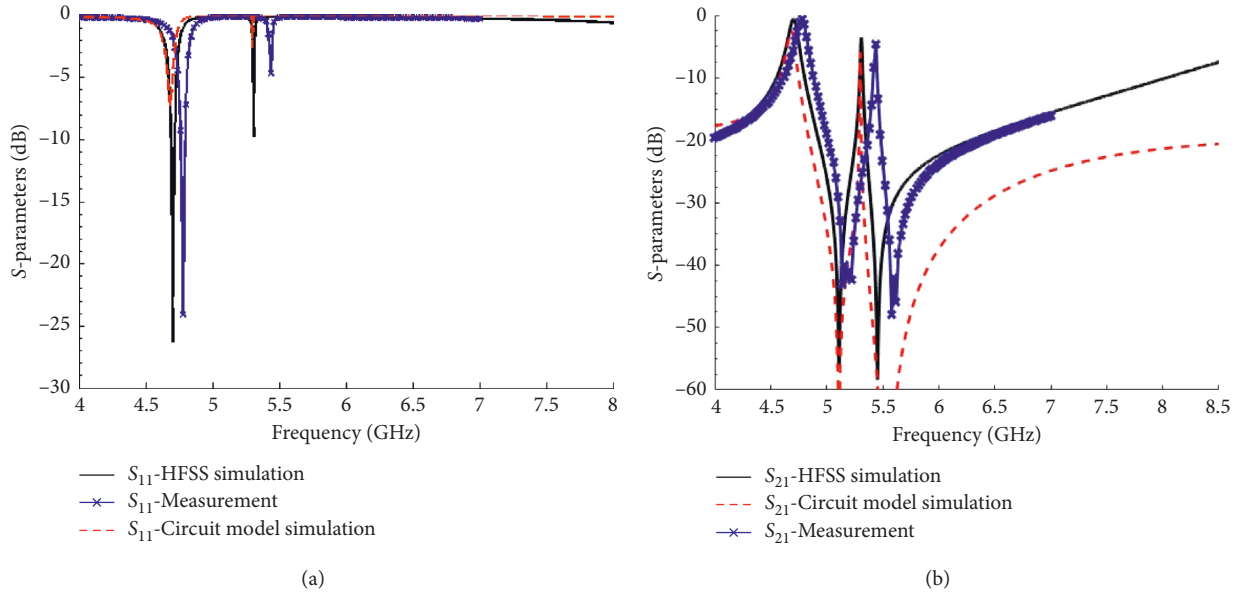 0
−5
−10
−15
−20
−25
−30
S-parameters (dB)
4 4.5 5 5.5 6 6.5 7 7.5 8
Frequency (GHz)
S11-HFSS simulation
S11-Measurement
S11-Circuit model simulation
(a)
0
−10
−20
−30
−40
−50
−60
S-parameters (dB)
4 4.5 5 5.5 6 6.5 7 7.5 8 8.5
Frequency (GHz)
S21-HFSS simulation
S21-Circuit model simulation
S21-Measurement
(b)